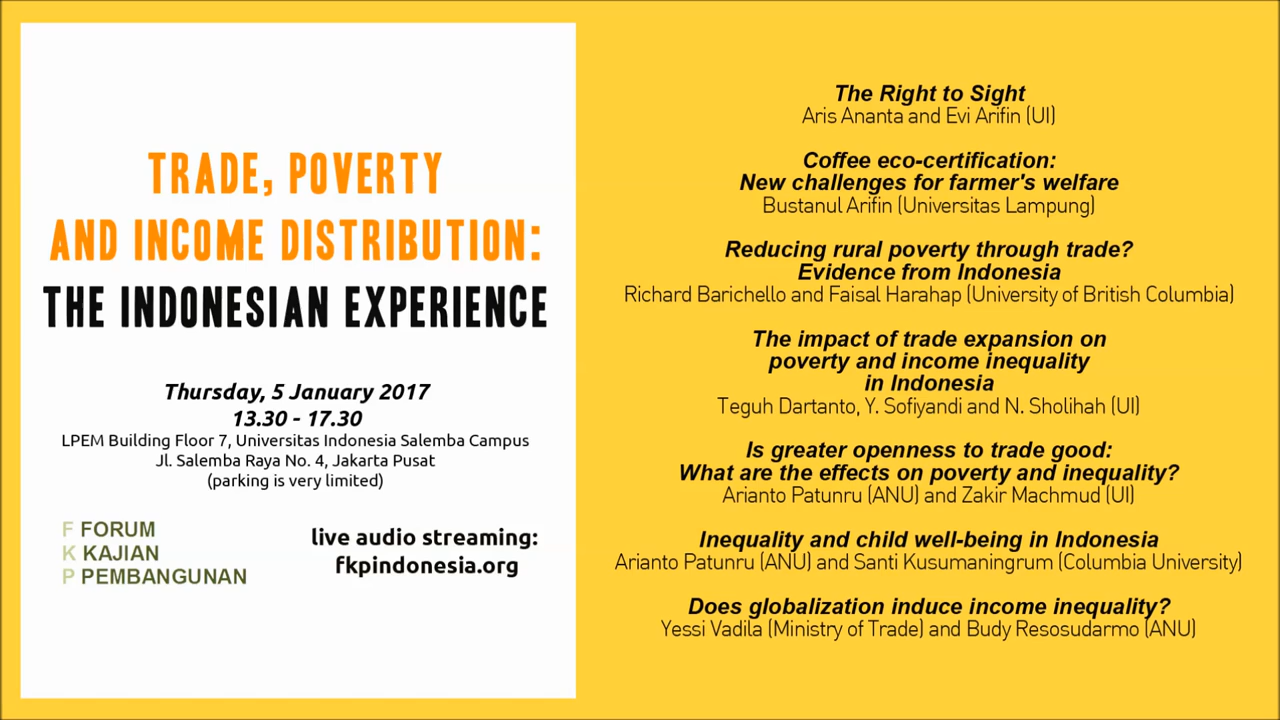 TRADE, POVERTY
AND INCOME DISTRIBUTION:
THE INDONESIAN EXPERIENCE
Thursday, 5 January 2017
13.30 - 17.30
LPEM Building Floor 7, Universitas Indonesia Salemba Campus
Jl. Salemba Raya No. 4, Jakarta Pusat
(parking is very limited)
F FORUM
K KAJIAN
P PEMBANGUNAN
live audio streaming:
fkpindonesia.org
The Right to Sight
Aris Ananta and Evi Arifin (UI)
Coffee eco-certification:
New challenges for farmer's welfare
Bustanul Arifin (Universitas Lampung)
Reducing rural poverty through trade?
Evidence from Indonesia
Richard Barichello and Faisal Harahap (University of British Columbia)
The impact of trade expansion on
poverty and income inequality
in Indonesia
Teguh Dartanto, Y. Sofiyandi and N. Sholihah (UI)
Is greater openness to trade good:
What are the effects on poverty and inequality?
Arianto Patunru (ANU) and Zakir Machmud (UI)
Inequality and child well-being in Indonesia
Arianto Patunru (ANU) and Santi Kusumaningrum (Columbia University)
Does globalization induce income inequality?
Yessi Vadila (Ministry of Trade) and Budy Resosudarmo (ANU)